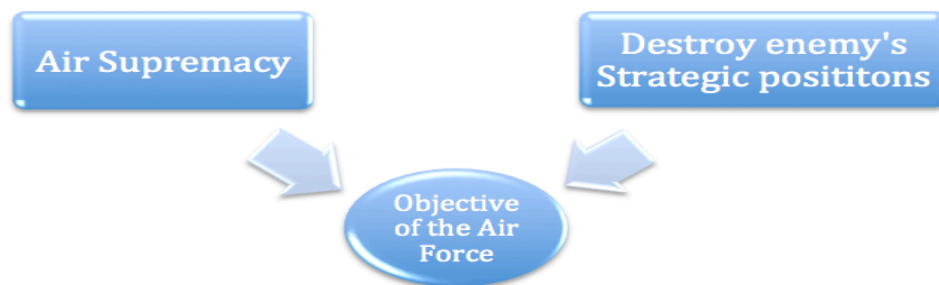 Air Supremacy
Destroy enemy's
Strategic posititons
Objective
of the Air
Force